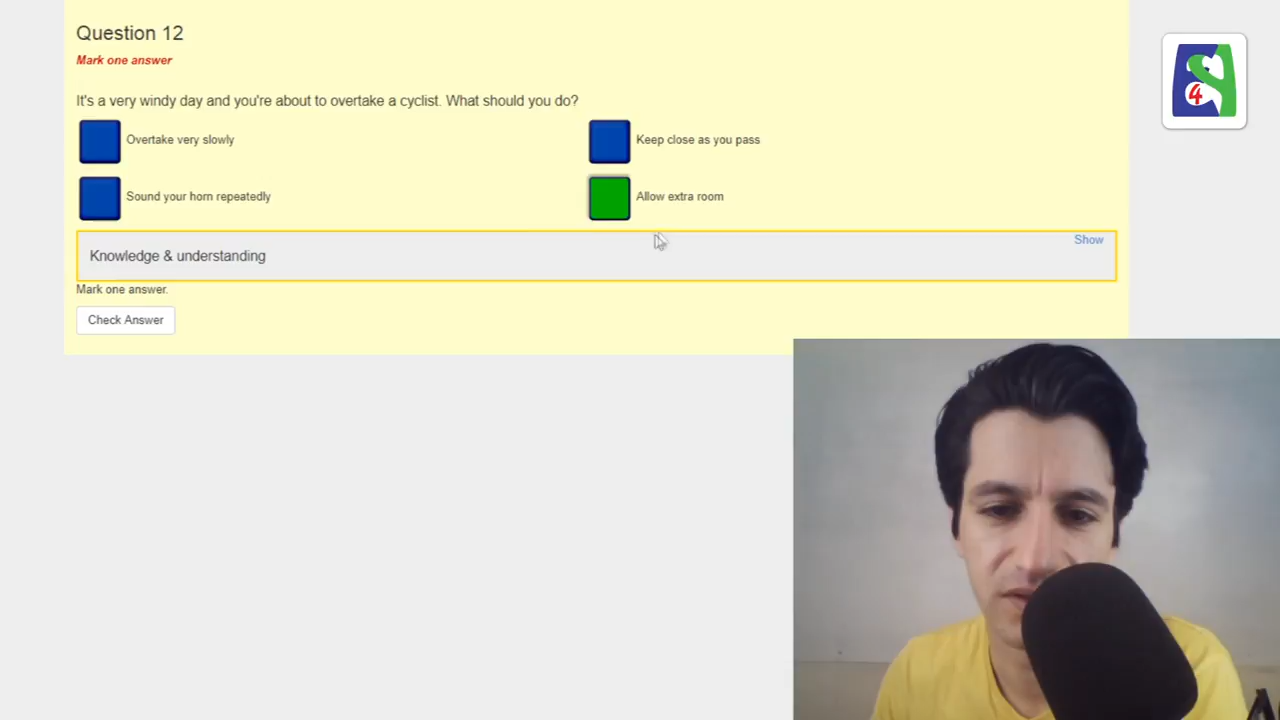 Question 12
Mark one answer
It's a very windy day and you're about to overtake a cyclist. What should you do?
Overtake very slowly
Keep close as you pass
Sound your horn repeatedly
Allow extra room
Show
Knowledge & understanding
Mark one answer.
Check Answer
4